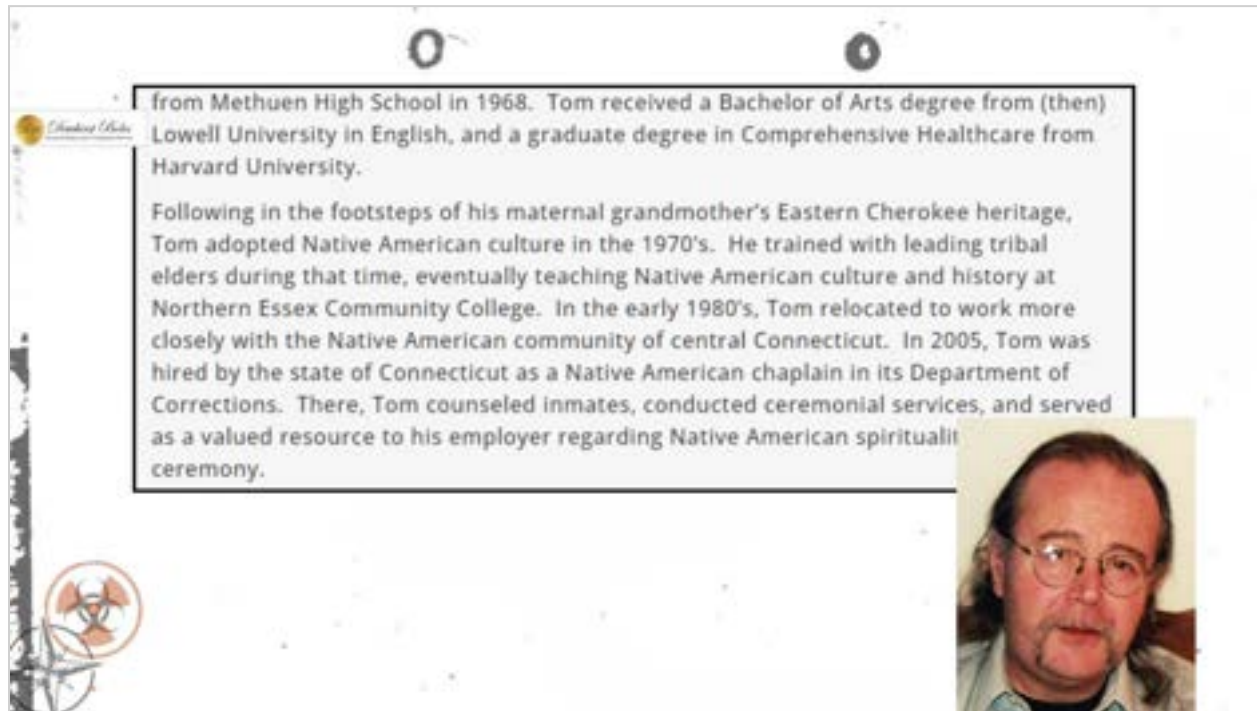 from Methuen High School in 1968. Tom received a Bachelor of Arts degree from (then)
Lowell University in English, and a graduate degree in Comprehensive Healthcare from
Harvard University.
Following in the footsteps of his maternal grandmother's Eastern Cherokee heritage,
Tom adopted Native American culture in the 1970's. He trained with leading tribal
elders during that time, eventually teaching Native American culture and history at
Northern Essex Community College. In the early 1980's, Tom relocated to work more
closely with the Native American community of central Connecticut. In 2005, Tom was
hired by the state of Connecticut as a Native American chaplain in its Department of
Corrections. There, Tom counseled inmates, conducted ceremonial services, and served
as a valued resource to his employer regarding Native American
ceremony.